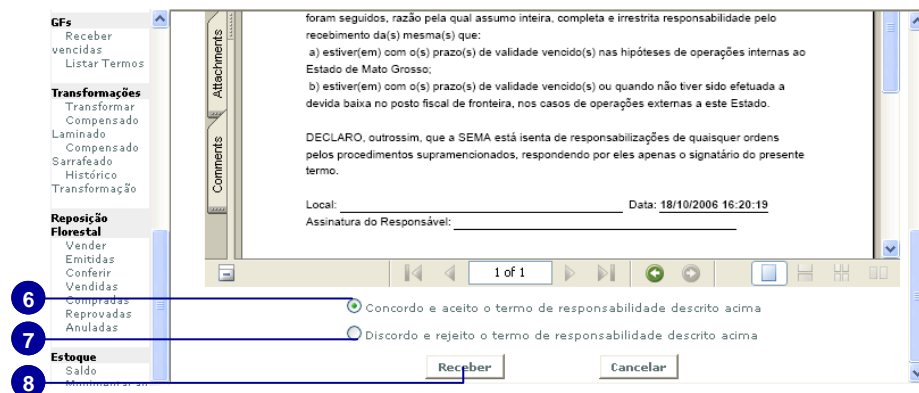 GFs
Receber
vencidas
Listar Termos
Transformações
Transformar
Compensado
Laminado
Compensado
Sarrafeado
Histórico
Transformação
Reposição
Florestal
Vender
Emitidas
Conferir
Vendidas
Compradas
Reprovadas
Anuladas
Estoque
Saldo
Attachments
Comments
foram seguidos, razão pela qual assumo inteira, completa e irrestrita responsabilidade pelo
recebimento da(s) mesma(s) que:
a) estiver(em) com o(s) prazo(s) de validade vencido(s) nas hipóteses de operações internas ao
Estado de Mato Grosso;
b) estiver(em) com o(s) prazo(s) de validade vencido(s) ou quando não tiver sido efetuada a
devida baixa no posto fiscal de fronteira, nos casos de operações externas a este Estado.
DECLARO, outrossim, que a SEMA está isenta de responsabilizações de quaisquer ordens
pelos procedimentos supramencionados, respondendo por eles apenas o signatário do presente
termo.
Local: Data: 18/10/2006 16:20:19
Assinatura do Responsável:
1 of 1
6 Concordo e aceito o termo de responsabilidade descrito acima
7 Discordo e rejeito o termo de responsabilidade descrito acima
8 Receber Cancelar